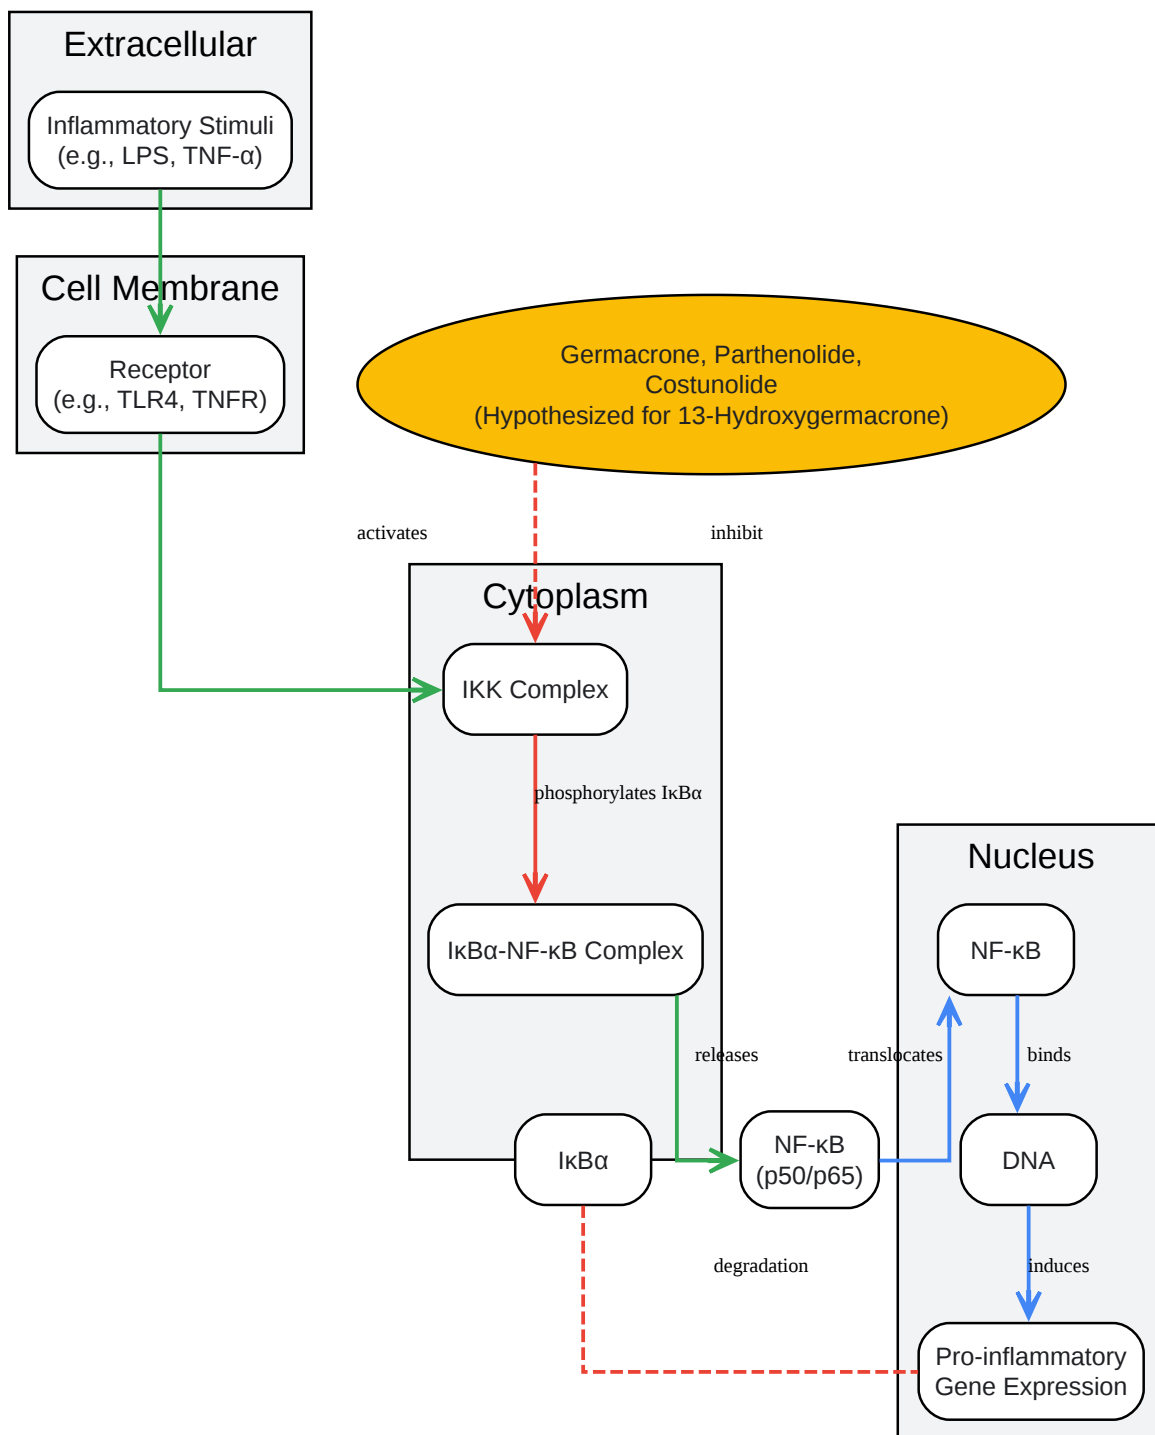 Extracellular
Inflammatory Stimuli
(e.g., LPS, TNF-α)
Cell Membrane
Receptor
(e.g., TLR4, TNFR)
Germacrone, Parthenolide,
Costunolide
(Hypothesized for 13-Hydroxygermacrone)
activates
inhibit
Cytoplasm
IKK Complex
phosphorylates IκBα
Nucleus
IκBα-NF-κB Complex
NF-κB
releases
translocates
binds
IκBα
NF-κB
(p50/p65)
DNA
degradation
induces
Pro-inflammatory
Gene Expression